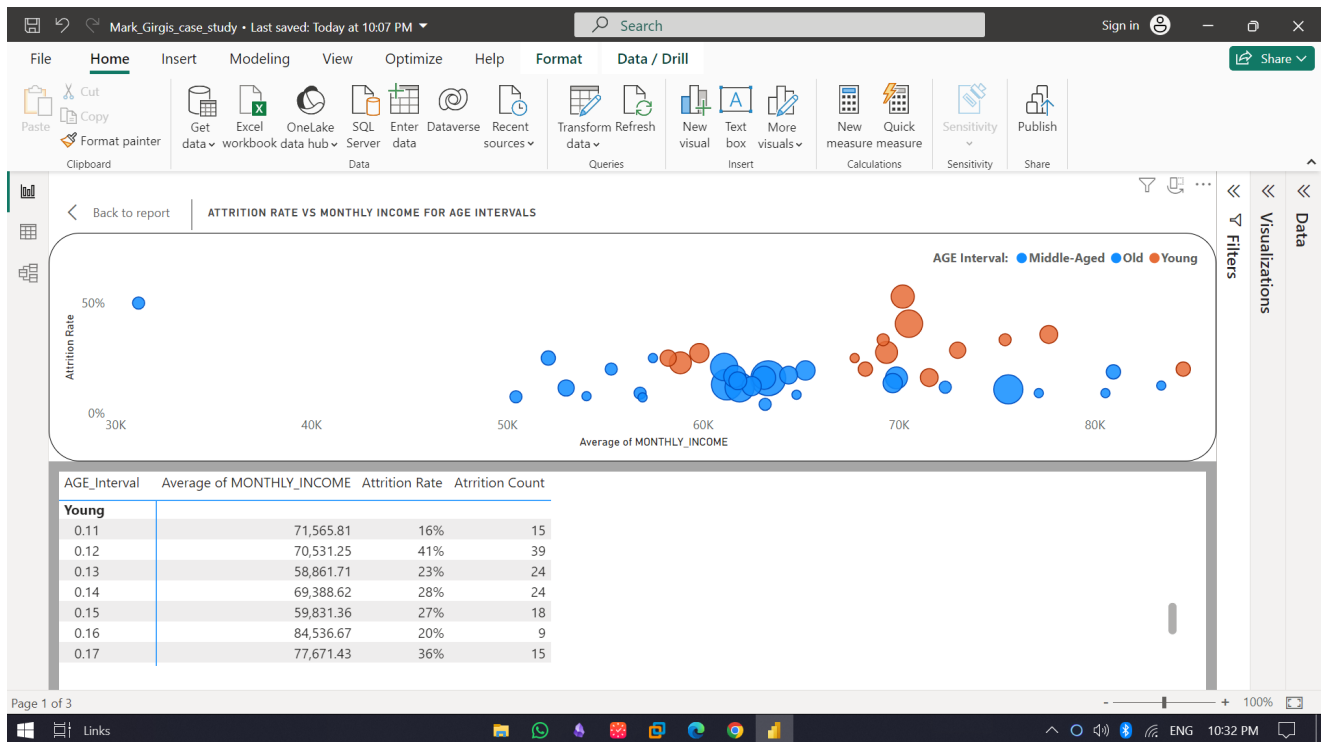 Mark_Girgis_case_study • Last saved: Today at 10:07 PM
Search
Sign in
File Home Insert Modeling View Optimize Help Format Data / Drill
Share
Paste
Cut
Copy
Format painter
Clipboard
Get data
Excel workbook
OneLake data hub
SQL Server
Enter data
Dataverse
Recent sources
Data
Transform data
Refresh
Queries
New visual
Text box
More visuals
Insert
New measure
Quick measure
Calculations
Sensitivity
Sensitivity
Publish
Share
Back to report
ATTRITION RATE VS MONTHLY INCOME FOR AGE INTERVALS
Filters
Visualizations
Data
AGE Interval: Middle-Aged Old Young
Attrition Rate
50%
0%
30K 40K 50K 60K 70K 80K
Average of MONTHLY_INCOME
AGE_Interval Average of MONTHLY_INCOME Attrition Rate Atrrition Count
Young
0.11 71,565.81 16% 15
0.12 70,531.25 41% 39
0.13 58,861.71 23% 24
0.14 69,388.62 28% 24
0.15 59,831.36 27% 18
0.16 84,536.67 20% 9
0.17 77,671.43 36% 15
Page 1 of 3
- + 100%
Links
ENG 10:32 PM